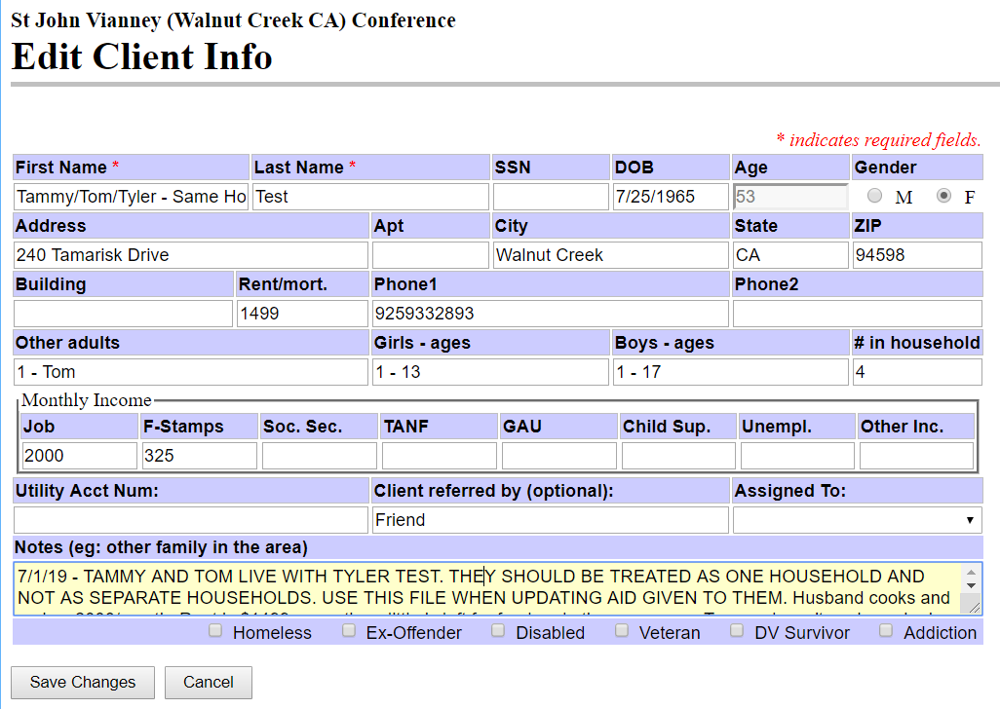 St John Vianney (Walnut Creek CA) Conference
Edit Client Info
* indicates required fields.
First Name * Last Name * SSN DOB Age Gender
Tammy/Tom/Tyler - Same Ho Test 7/25/1965 53 M F
Address Apt City State ZIP
240 Tamarisk Drive Walnut Creek CA 94598
Building Rent/mort. Phone1 Phone2
1499 9259332893
Other adults Girls - ages Boys - ages # in household
1 - Tom 1 - 13 1 - 17 4
Monthly Income
Job F-Stamps Soc. Sec. TANF GAU Child Sup. Unempl. Other Inc.
2000 325
Utility Acct Num: Client referred by (optional): Assigned To:
Friend
Notes (eg: other family in the area)
7/1/19 - TAMMY AND TOM LIVE WITH TYLER TEST. THEY SHOULD BE TREATED AS ONE HOUSEHOLD AND
NOT AS SEPARATE HOUSEHOLDS. USE THIS FILE WHEN UPDATING AID GIVEN TO THEM. Husband cooks and
Homeless Ex-Offender Disabled Veteran DV Survivor Addiction
Save Changes Cancel